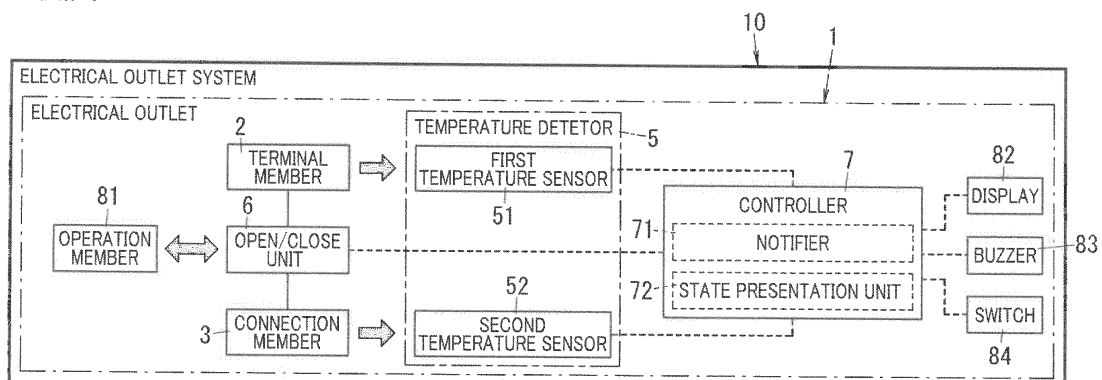 10
1
ELECTRICAL OUTLET SYSTEM
ELECTRICAL OUTLET
2
TERMINAL
MEMBER
TEMPERATURE DETETOR
5
FIRST
TEMPERATURE SENSOR
51
7
CONTROLLER
71
NOTIFIER
72
STATE PRESENTATION UNIT
82
DISPLAY
BUZZER
83
SWITCH
84
81
OPERATION
MEMBER
6
OPEN/CLOSE
UNIT
3
CONNECTION
MEMBER
52
SECOND
TEMPERATURE SENSOR